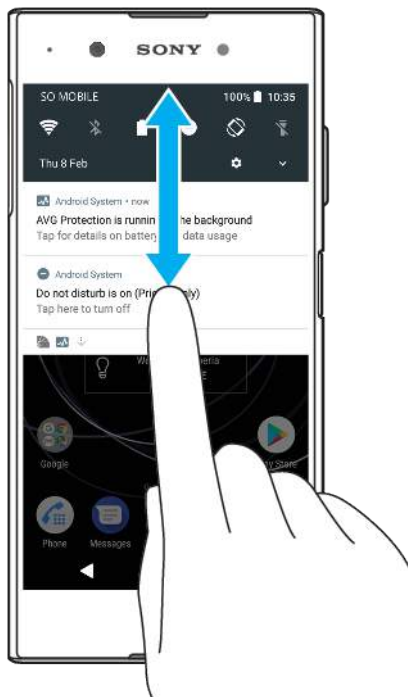 SONY
SO MOBILE 100% 10:35
Thu 8 Feb
Android System • now
AVG Protection is runnin he background
Tap for details on battery data usage
Android System
Do not disturb is on (Pri ly)
Tap here to turn off
Google
Phone Messages